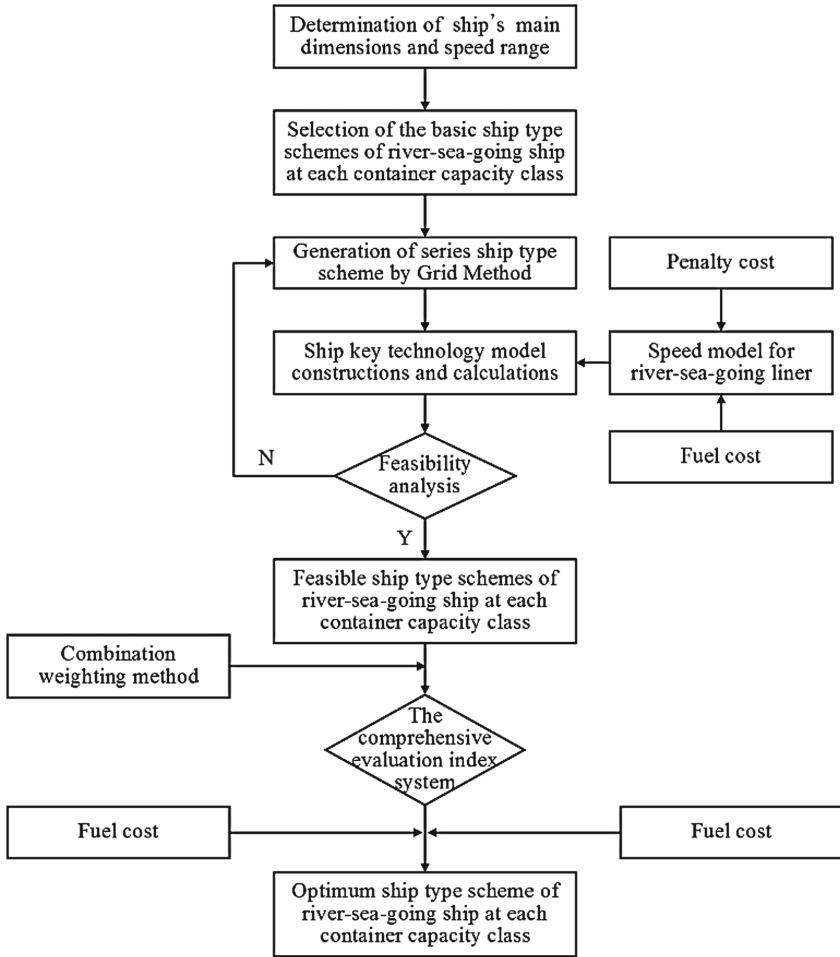 Determination of ship's main
dimensions and speed range
Selection of the basic ship type
schemes of river-sea-going ship
at each container capacity class
Generation of series ship type
scheme by Grid Method
Penalty cost
Ship key technology model
constructions and calculations
Speed model for
river-sea-going liner
Fuel cost
N
Feasibility
analysis
Y
Feasible ship type schemes of
river-sea-going ship at each
container capacity class
Combination
weighting method
The
comprehensive
evaluation index
system
Fuel cost
Fuel cost
Optimum ship type scheme of
river-sea-going ship at each
container capacity class